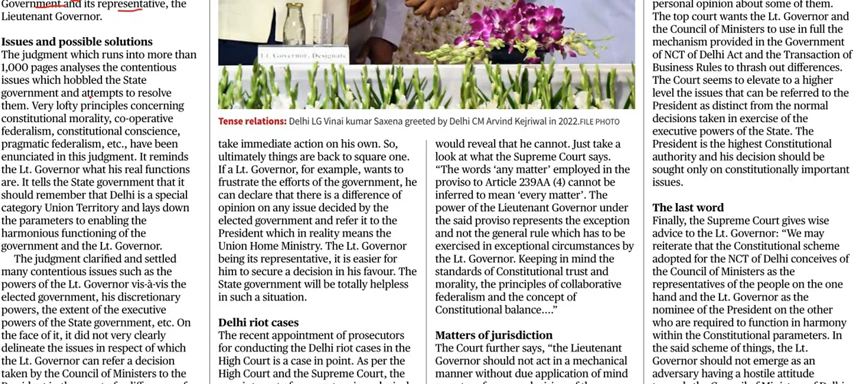 Government and its representative, the
Lieutenant Governor.
Issues and possible solutions
The judgment which runs into more than
1,000 pages analyses the contentious
issues which hobbled the State
government and attempts to resolve
them. Very lofty principles concerning
constitutional morality, co-operative
federalism, constitutional conscience,
pragmatic federalism, etc., have been
enunciated in this judgment. It reminds
the Lt. Governor what his real functions
are. It tells the State government that it
should remember that Delhi is a special
category Union Territory and lays down
the parameters to enabling the
harmonious functioning of the
government and the Lt. Governor.
The judgment clarified and settled
many contentious issues such as the
powers of the Lt. Governor vis-à-vis the
elected government, his discretionary
powers, the extent of the executive
powers of the State government, etc. On
the face of it, it did not very clearly
delineate the issues in respect of which
the Lt. Governor can refer a decision
taken by the Council of Ministers to the
Lt. Governor, Designate
Tense relations: Delhi LG Vinai kumar Saxena greeted by Delhi CM Arvind Kejriwal in 2022. FILE PHOTO
take immediate action on his own. So,
ultimately things are back to square one.
If a Lt. Governor, for example, wants to
frustrate the efforts of the government, he
can declare that there is a difference of
opinion on any issue decided by the
elected government and refer it to the
President which in reality means the
Union Home Ministry. The Lt. Governor
being its representative, it is easier for
him to secure a decision in his favour. The
State government will be totally helpless
in such a situation.
Delhi riot cases
The recent appointment of prosecutors
for conducting the Delhi riot cases in the
High Court is a case in point. As per the
High Court and the Supreme Court, the
would reveal that he cannot. Just take a
look at what the Supreme Court says.
“The words ‘any matter’ employed in the
proviso to Article 239AA (4) cannot be
inferred to mean ‘every matter’. The
power of the Lieutenant Governor under
the said proviso represents the exception
and not the general rule which has to be
exercised in exceptional circumstances by
the Lt. Governor. Keeping in mind the
standards of Constitutional trust and
morality, the principles of collaborative
federalism and the concept of
Constitutional balance....”
Matters of jurisdiction
The Court further says, “the Lieutenant
Governor should not act in a mechanical
manner without due application of mind
personal opinion about some of them.
The top court wants the Lt. Governor and
the Council of Ministers to use in full the
mechanism provided in the Government
of NCT of Delhi Act and the Transaction of
Business Rules to thrash out differences.
The Court seems to elevate to a higher
level the issues that can be referred to the
President as distinct from the normal
decisions taken in exercise of the
executive powers of the State. The
President is the highest Constitutional
authority and his decision should be
sought only on constitutionally important
issues.
The last word
Finally, the Supreme Court gives wise
advice to the Lt. Governor: “We may
reiterate that the Constitutional scheme
adopted for the NCT of Delhi conceives of
the Council of Ministers as the
representatives of the people on the one
hand and the Lt. Governor as the
nominee of the President on the other
who are required to function in harmony
within the Constitutional parameters. In
the said scheme of things, the Lt.
Governor should not emerge as an
adversary having a hostile attitude